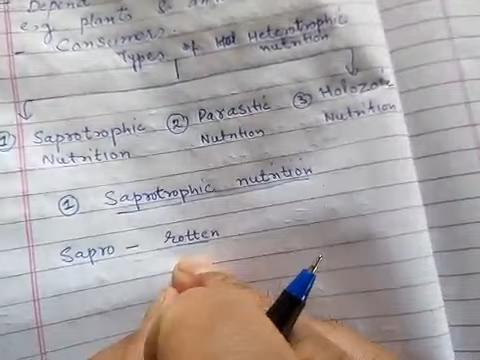 Depend
e.g plants &
Consumers.
Types of Heterotrophic
nutrition
① Saprotrophic ② Parasitic ③ Holozoic
Nutrition Nutrition Nutrition
① Saprotrophic nutrition
Sapro - rotten